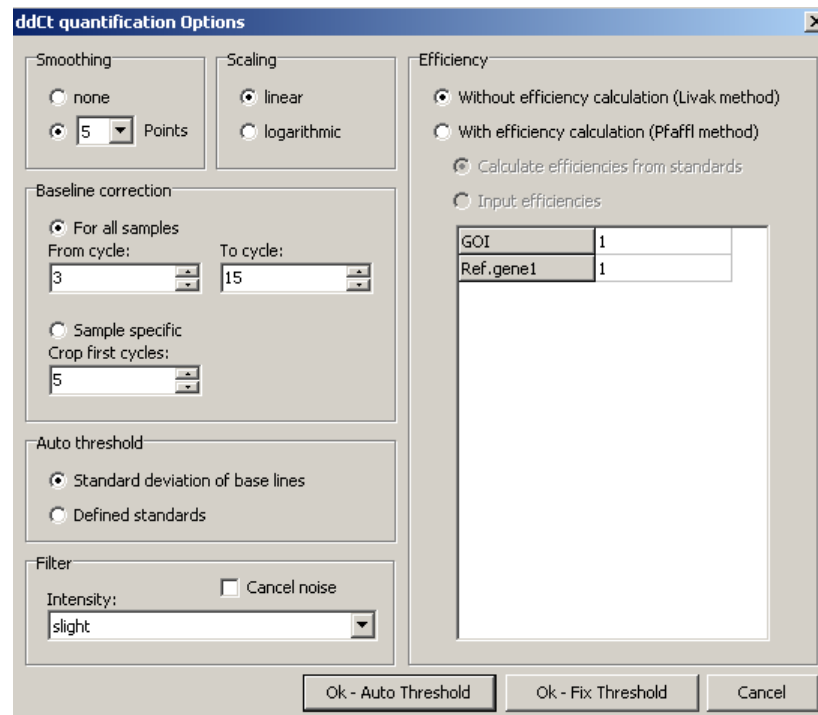 ddCt quantification Options
Smoothing
none
5 Points
Scaling
linear
logarithmic
Baseline correction
For all samples
From cycle: To cycle:
3 15
Sample specific
Crop first cycles:
5
Auto threshold
Standard deviation of base lines
Defined standards
Filter
Cancel noise
Intensity:
slight
Efficiency
Without efficiency calculation (Livak method)
With efficiency calculation (Pfaffl method)
Calculate efficiencies from standards
Input efficiencies
GOI 1
Ref.gene1 1
Ok - Auto Threshold Ok - Fix Threshold Cancel